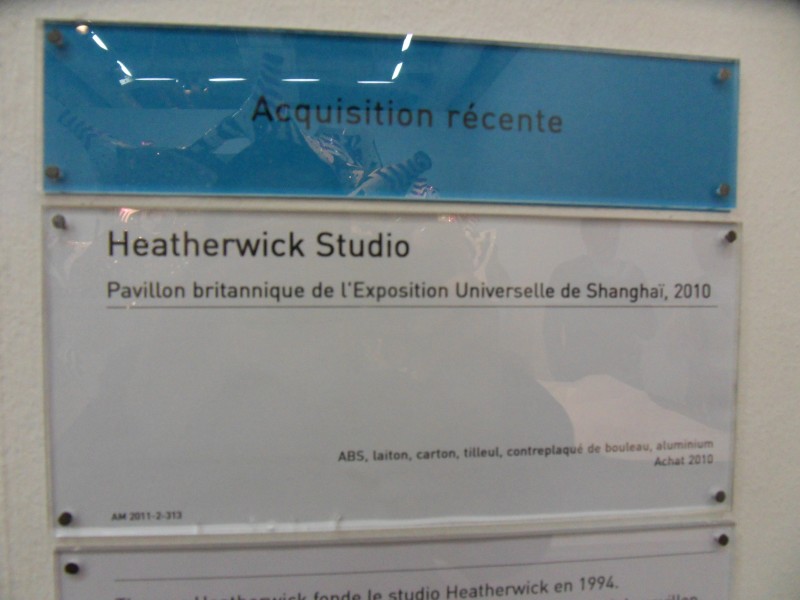 Acquisition récente
Heatherwick Studio
Pavillon britannique de l'Exposition Universelle de Shanghaï, 2010
ABS, laiton, carton, tilleul, contreplaqué de bouleau, aluminium
Achat 2010
AM 2011-2-313
Heatherwick fonde le studio Heatherwick en 1994.